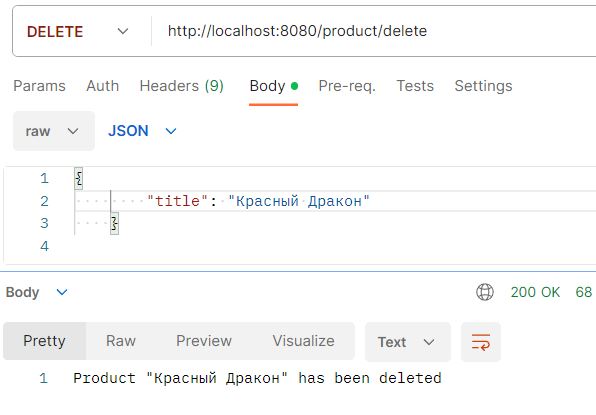 DELETE http://localhost:8080/product/delete
Params Auth Headers (9) Body Pre-req. Tests Settings
raw JSON
1 {
2 "title": "Красный Дракон"
3 }
4
Body 200 OK 68
Pretty Raw Preview Visualize Text
1 Product "Красный Дракон" has been deleted